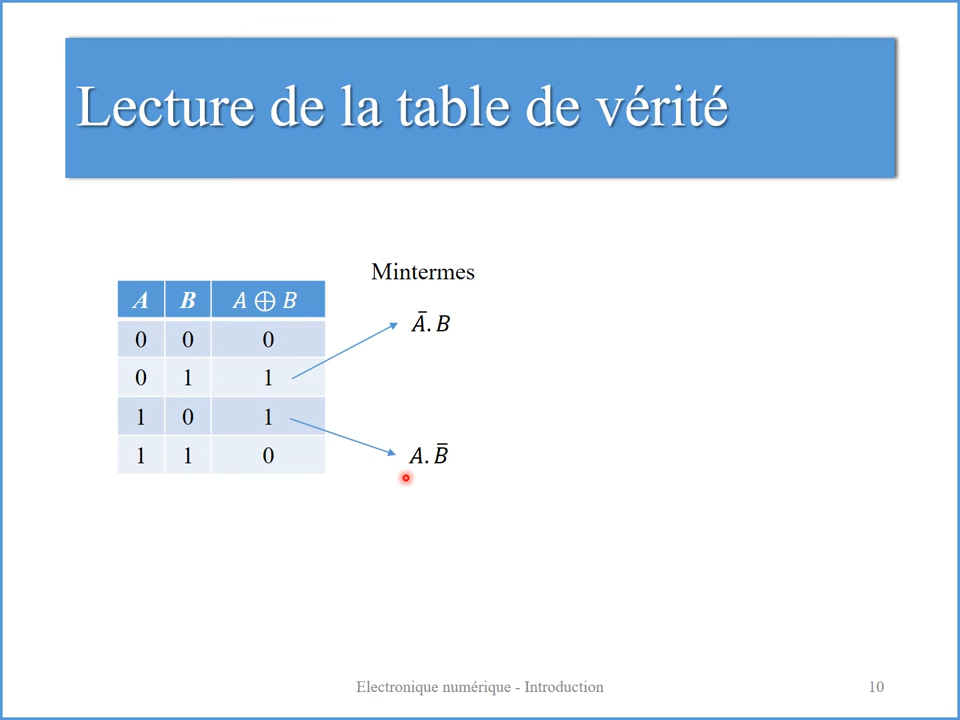 Lecture de la table de vérité
Mintermes
A B A ⊕ B
0 0 0
0 1 1
1 0 1
1 1 0
Ā. B
A. B̄
Electronique numérique - Introduction 10